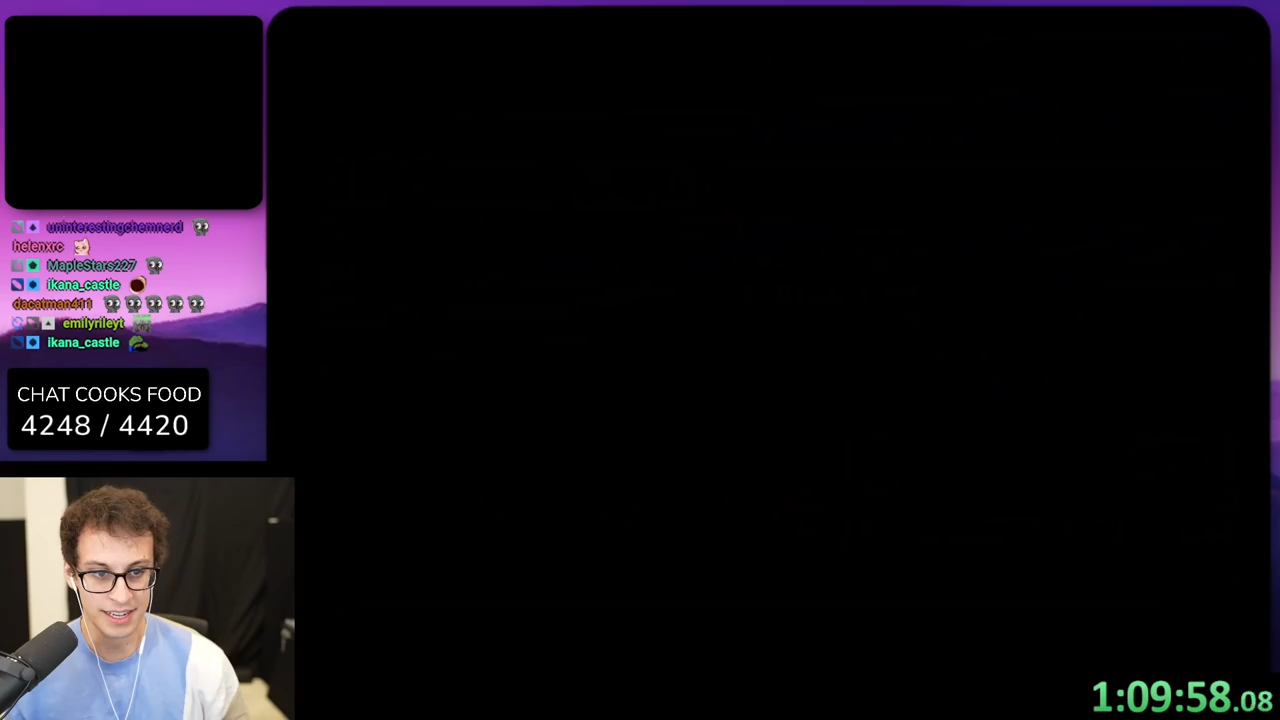 uninterestingchemnerd
helenxrc
MapleStars227
ikana_castle
dacatman411
emilyrileyt
ikana_castle
CHAT COOKS FOOD
4248 / 4420
1:09:58.08